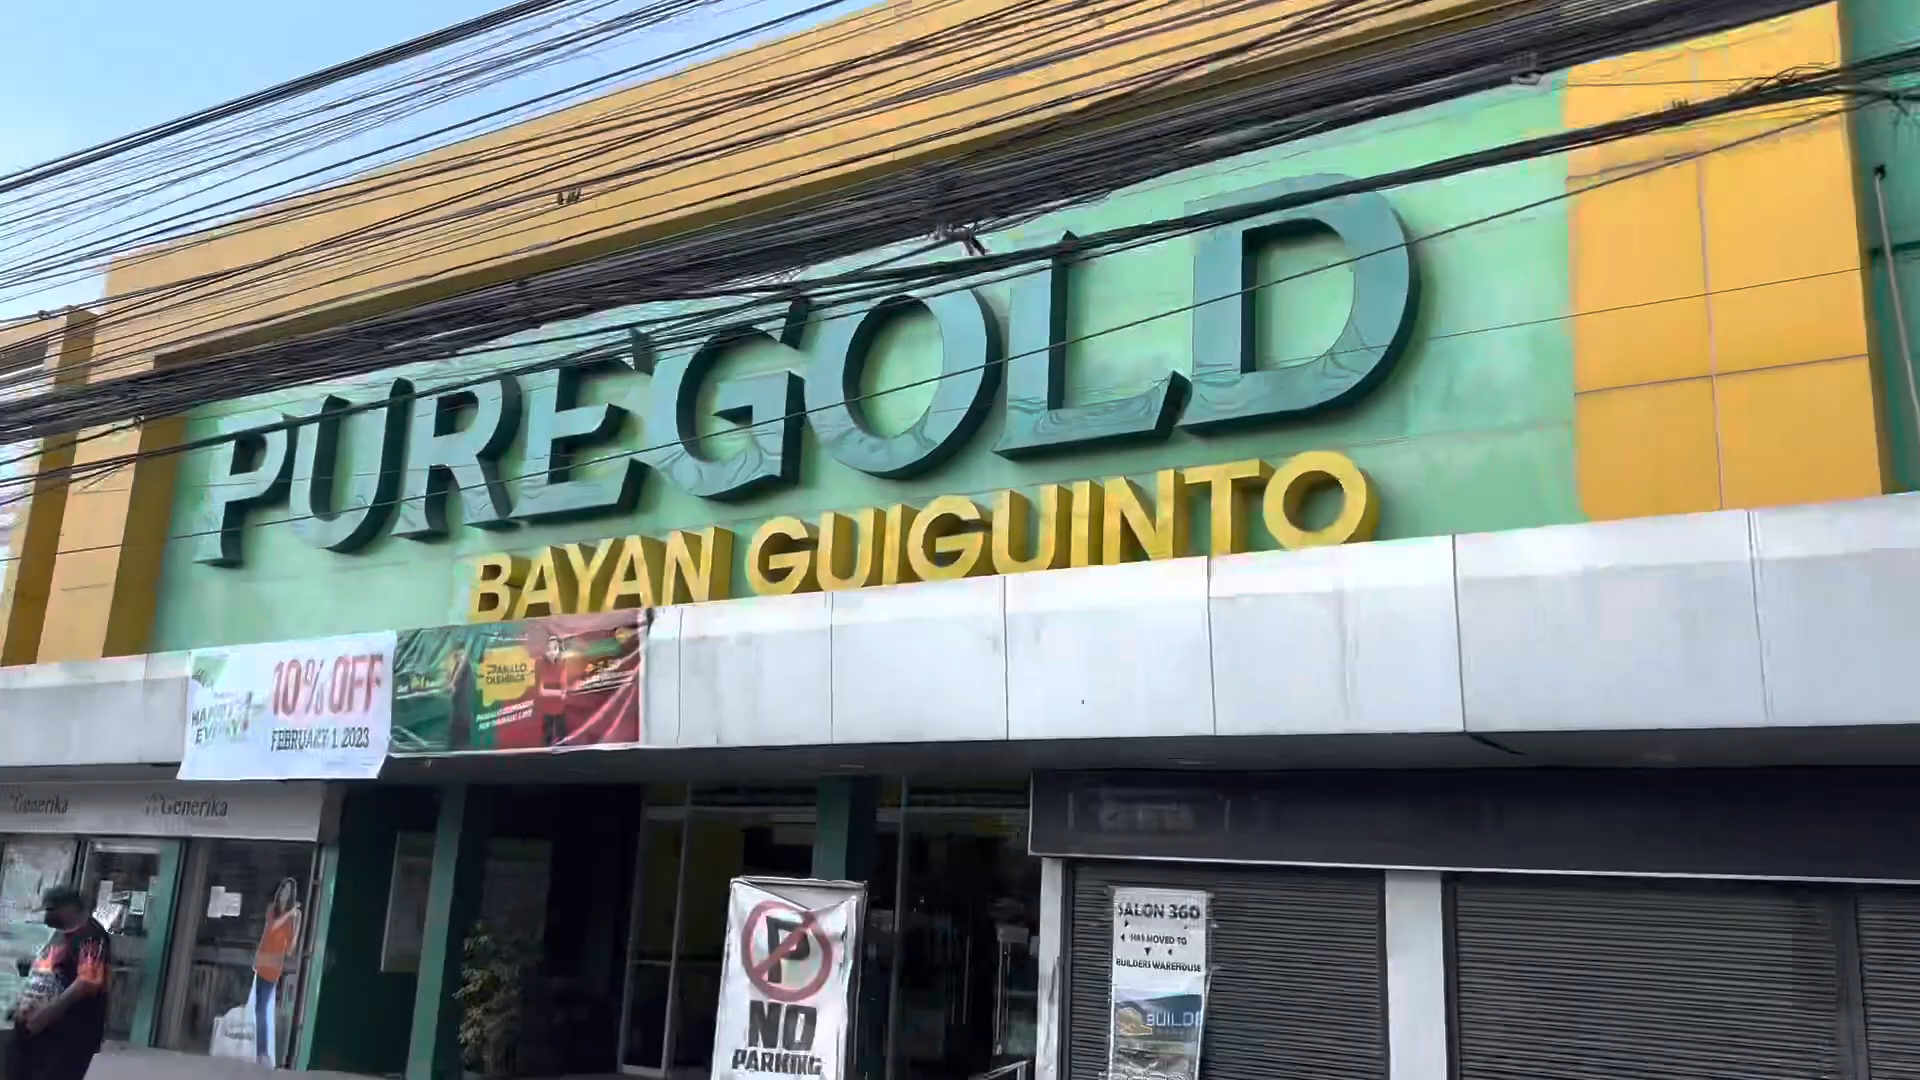 PUREGOLD
BAYAN GUIGUINTO
10% OFF
FEBRUARY 1 2023
Generika
Generika
NO
PARKING
SALON 360
HAS MOVED TO
BUILDERS WAREHOUSE
BUILDE